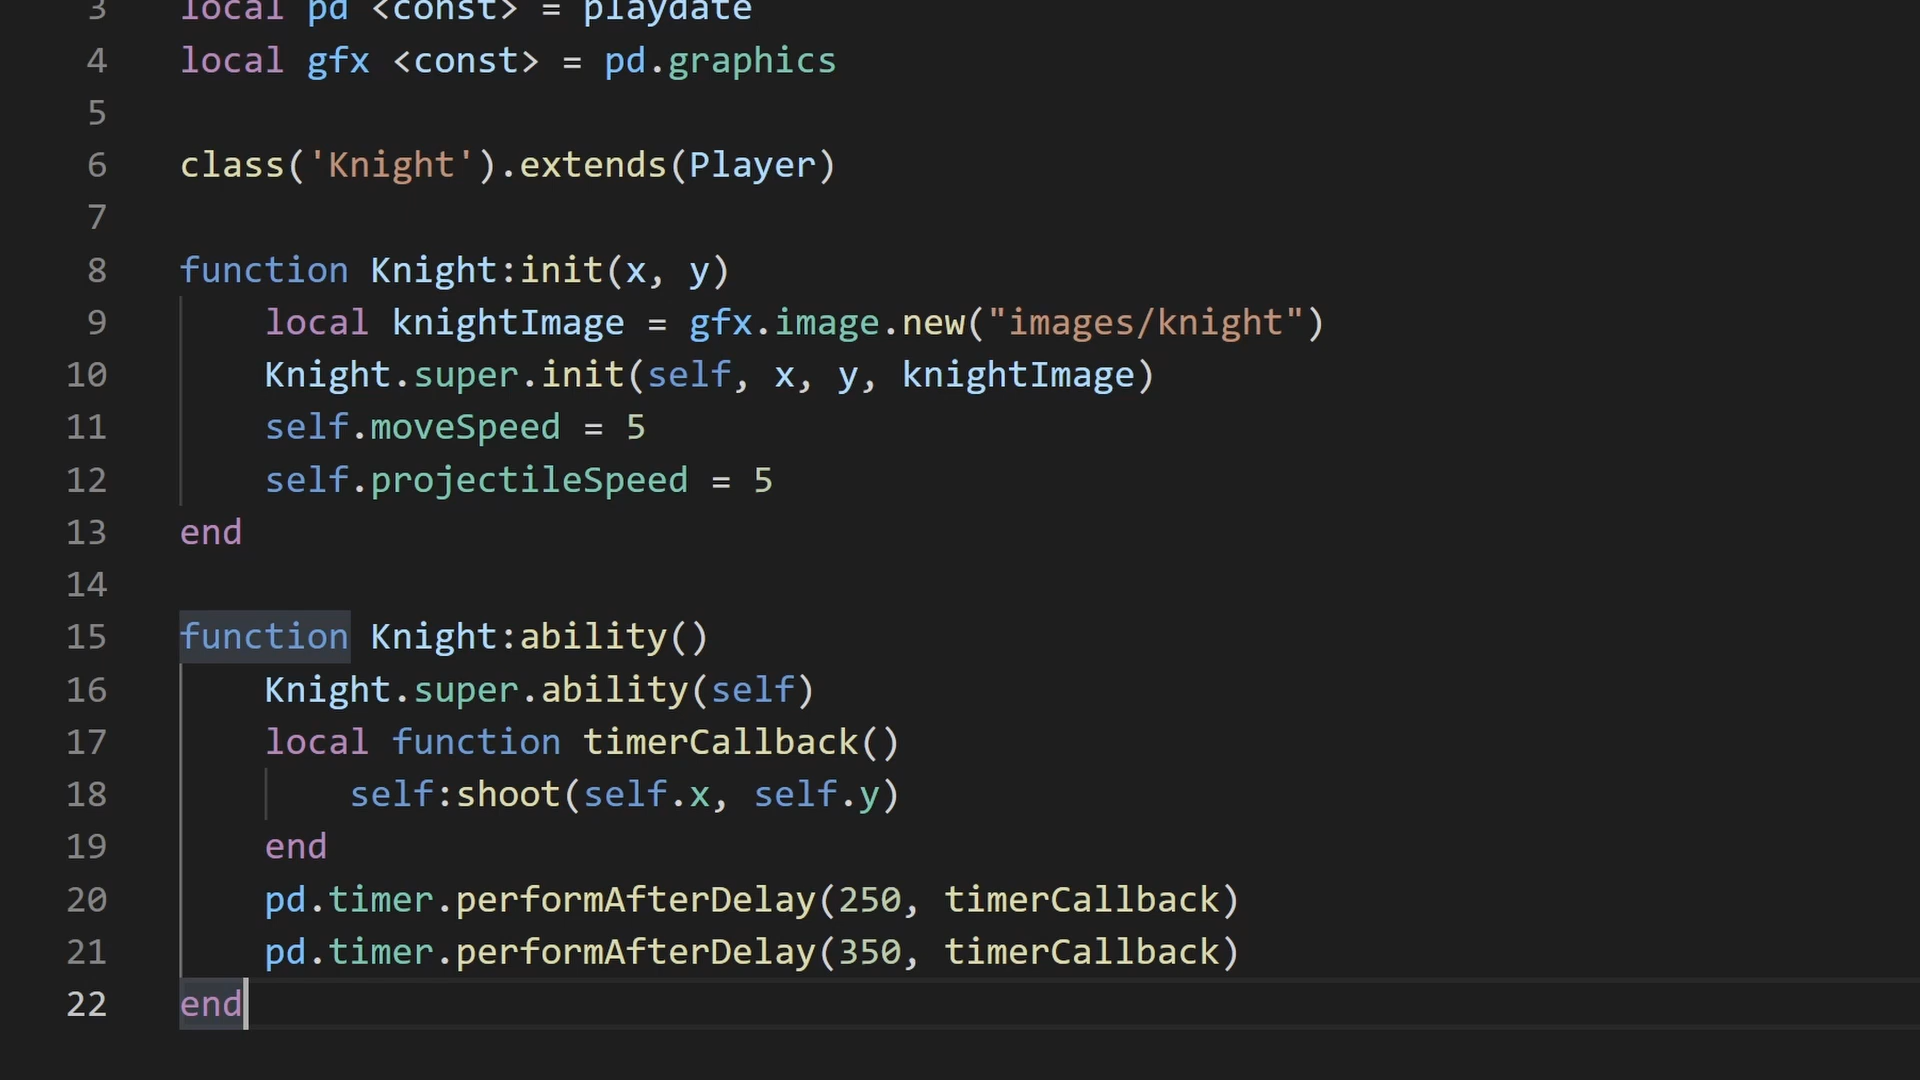 3 local pd <const> = playdate
4 local gfx <const> = pd.graphics
5
6 class('Knight').extends(Player)
7
8 function Knight:init(x, y)
9 local knightImage = gfx.image.new("images/knight")
10 Knight.super.init(self, x, y, knightImage)
11 self.moveSpeed = 5
12 self.projectileSpeed = 5
13 end
14
15 function Knight:ability()
16 Knight.super.ability(self)
17 local function timerCallback()
18 self:shoot(self.x, self.y)
19 end
20 pd.timer.performAfterDelay(250, timerCallback)
21 pd.timer.performAfterDelay(350, timerCallback)
22 end